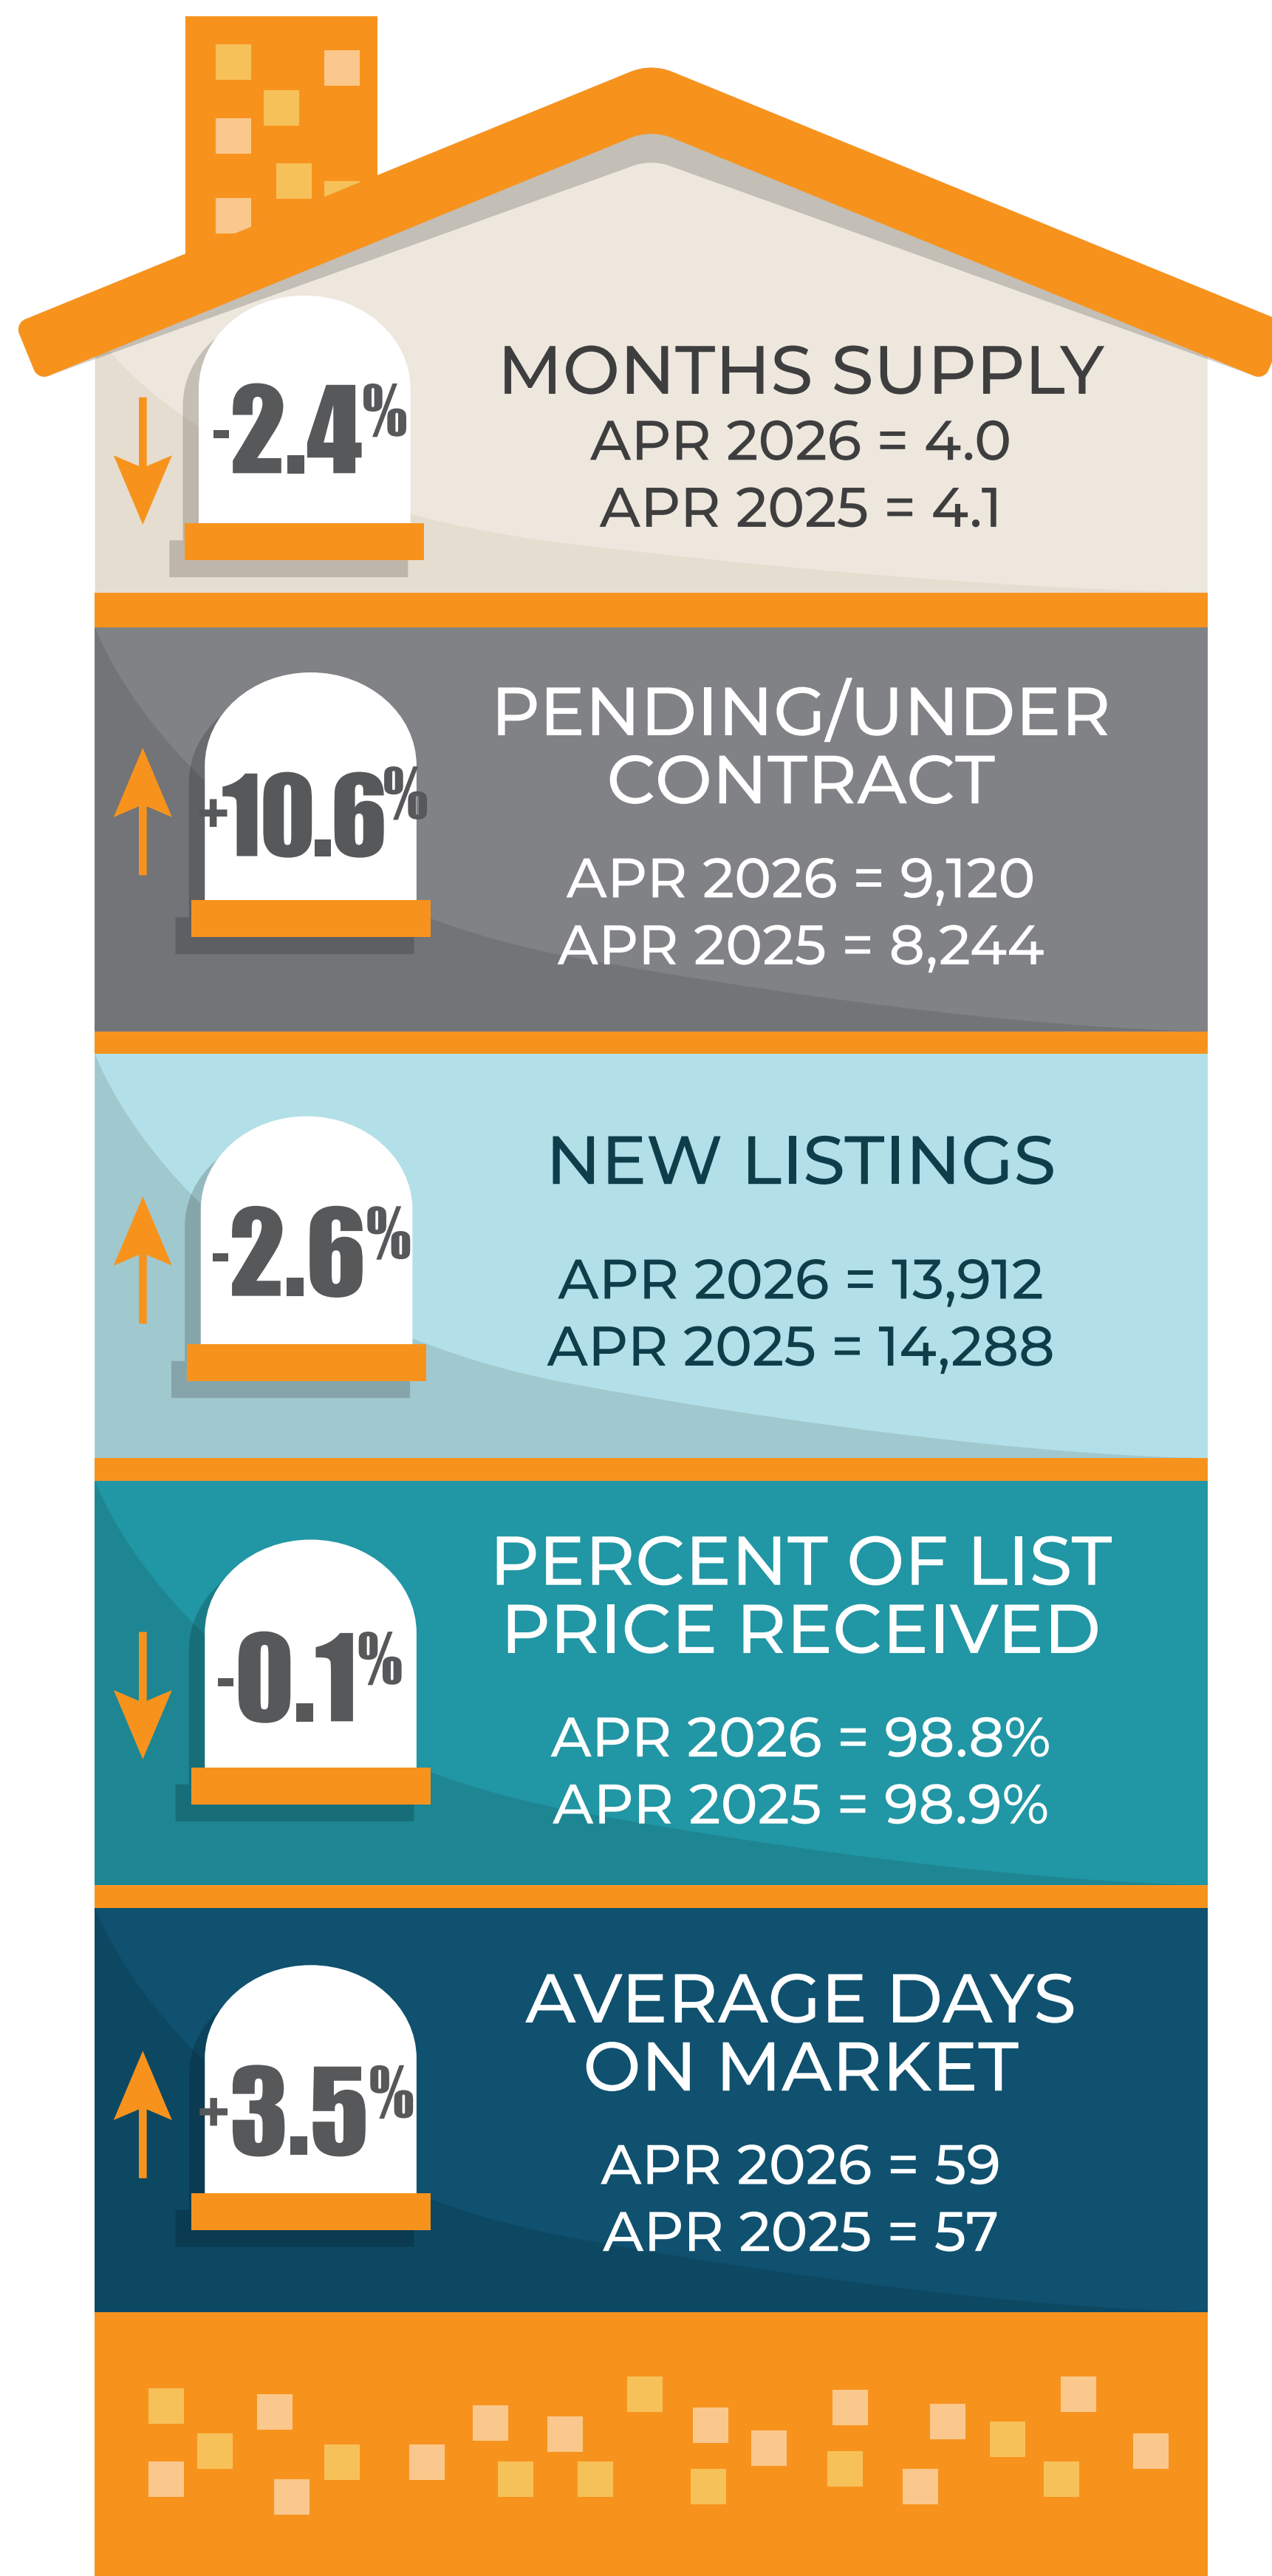 -2.4%
MONTHS SUPPLY
APR 2026 = 4.0
APR 2025 = 4.1
+10.6%
PENDING/UNDER
CONTRACT
APR 2026 = 9,120
APR 2025 = 8,244
-2.6%
NEW LISTINGS
APR 2026 = 13,912
APR 2025 = 14,288
-0.1%
PERCENT OF LIST
PRICE RECEIVED
APR 2026 = 98.8%
APR 2025 = 98.9%
+3.5%
AVERAGE DAYS
ON MARKET
APR 2026 = 59
APR 2025 = 57